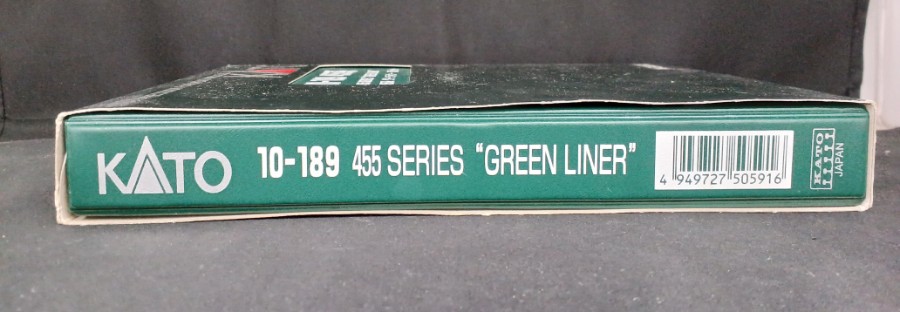 KATO
10-189 455 SERIES "GREEN LINER"
4 949727 505916
KATO
JAPAN